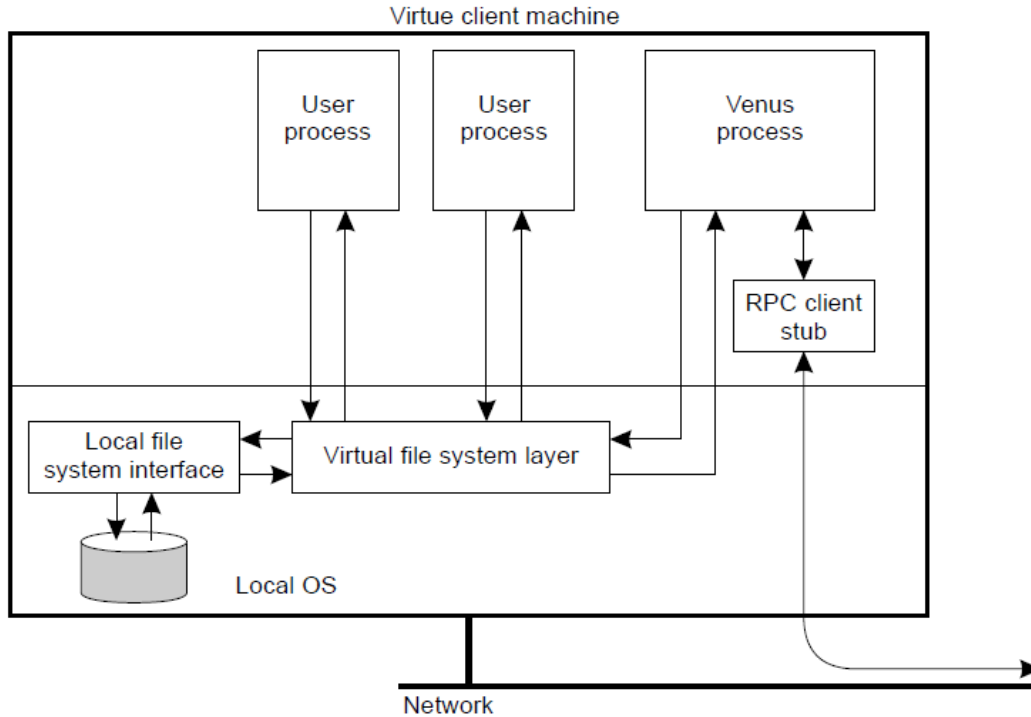 Virtue client machine
User
process
User
process
Venus
process
RPC client
stub
Local file
system interface
Virtual file system layer
Local OS
Network